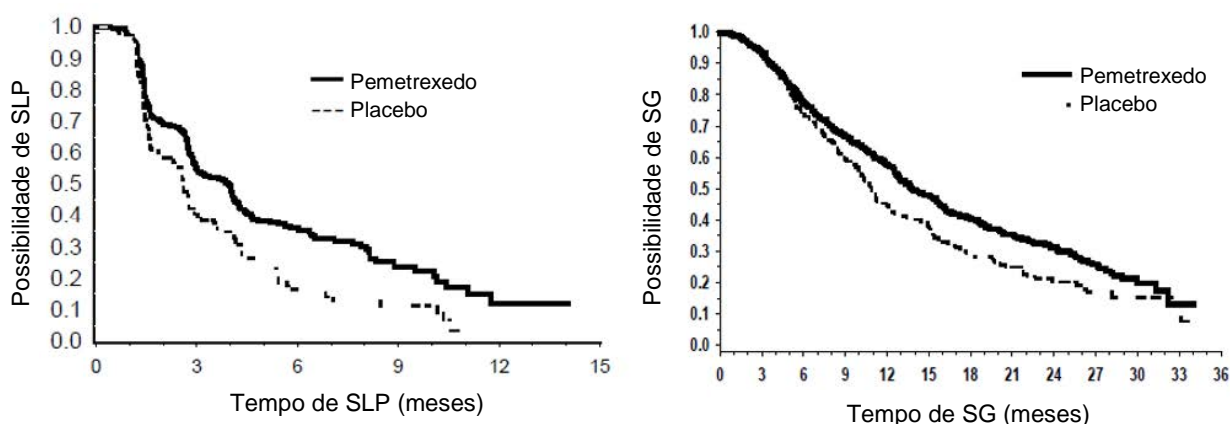 1.0
0.9
0.8
0.7
0.6
0.5
0.4
0.3
0.2
0.1
0.0
Possibilidade de SLP
Pemetrexedo
Placebo
0 3 6 9 12 15
Tempo de SLP (meses)
1.0
0.9
0.8
0.7
0.6
0.5
0.4
0.3
0.2
0.1
0.0
Possibilidade de SG
Pemetrexedo
Placebo
0 3 6 9 12 15 18 21 24 27 30 33 36
Tempo de SG (meses)